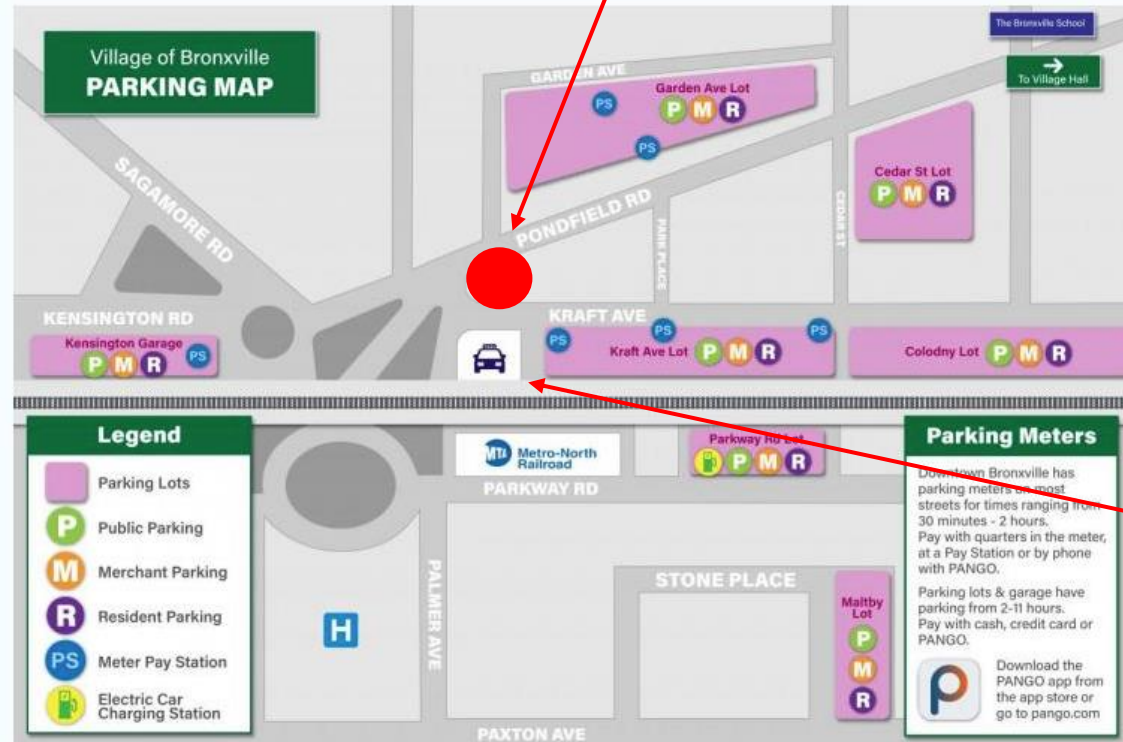 Village of Bronxville
PARKING MAP
The Bronxville School
→
To Village Hall
GARDEN AVE
Garden Ave Lot
PS
P M R
PS
SAGAMORE RD
PONDFIELD RD
PARK PLACE
CEDAR ST
Cedar St Lot
P M R
KENSINGTON RD
KRAFT AVE
Kensington Garage
P M R PS
PS
PS
PS
Kraft Ave Lot P M R
Colodny Lot P M R
Legend
Parking Lots
P Public Parking
M Merchant Parking
R Resident Parking
PS Meter Pay Station
Electric Car
Charging Station
MTA Metro-North
Railroad
Parkway Rd Lot
P M R
PARKWAY RD
PALMER AVE
H
STONE PLACE
Maltby
Lot
P
M
R
PAXTON AVE
Parking Meters
Downtown Bronxville has
parking meters on most
streets for times ranging from
30 minutes - 2 hours.
Pay with quarters in the meter,
at a Pay Station or by phone
with PANGO.
Parking lots & garage have
parking from 2-11 hours.
Pay with cash, credit card or
PANGO.
Download the
PANGO app from
the app store or
go to pango.com